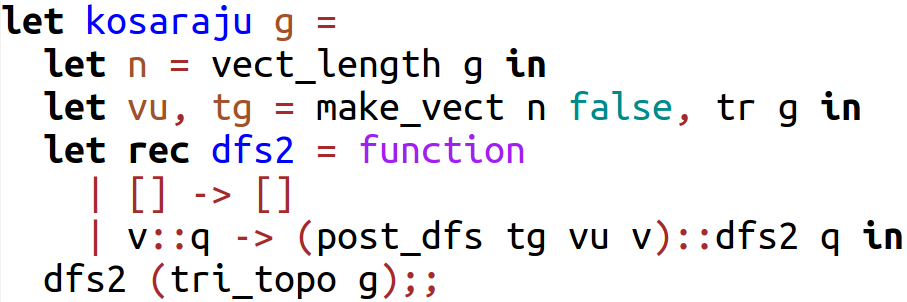 let kosaraju g =
  let n = vect_length g in
  let vu, tg = make_vect n false, tr g in
  let rec dfs2 = function
    | [] -> []
    | v::q -> (post_dfs tg vu v)::dfs2 q in
  dfs2 (tri_topo g);;